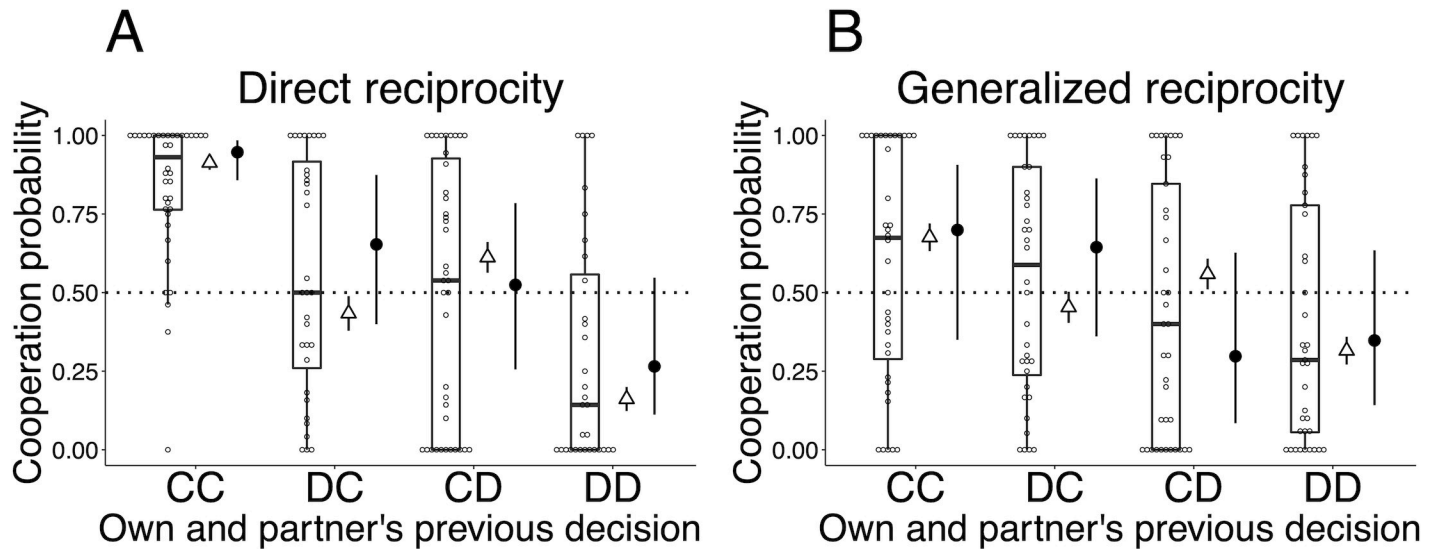 A
Direct reciprocity
Cooperation probability
1.00
0.75
0.50
0.25
0.00
CC DC CD DD
Own and partner's previous decision
B
Generalized reciprocity
Cooperation probability
1.00
0.75
0.50
0.25
0.00
CC DC CD DD
Own and partner's previous decision